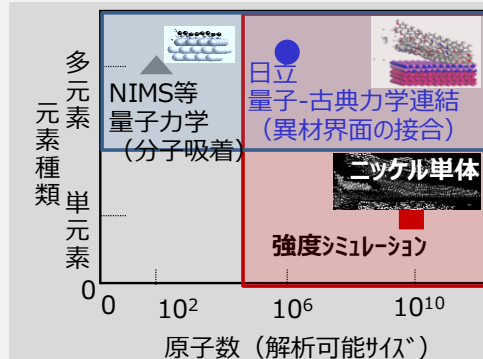 多元素
元素種類
単元素
NIMS等
量子力学
（分子吸着）
日立
量子-古典力学連結
（異材界面の接合）
ニッケル単体
強度ｼﾐｭﾚｰｼｮﾝ
0
0
10²
10⁶
10¹⁰
原子数（解析可能ｻｲｽﾞ）